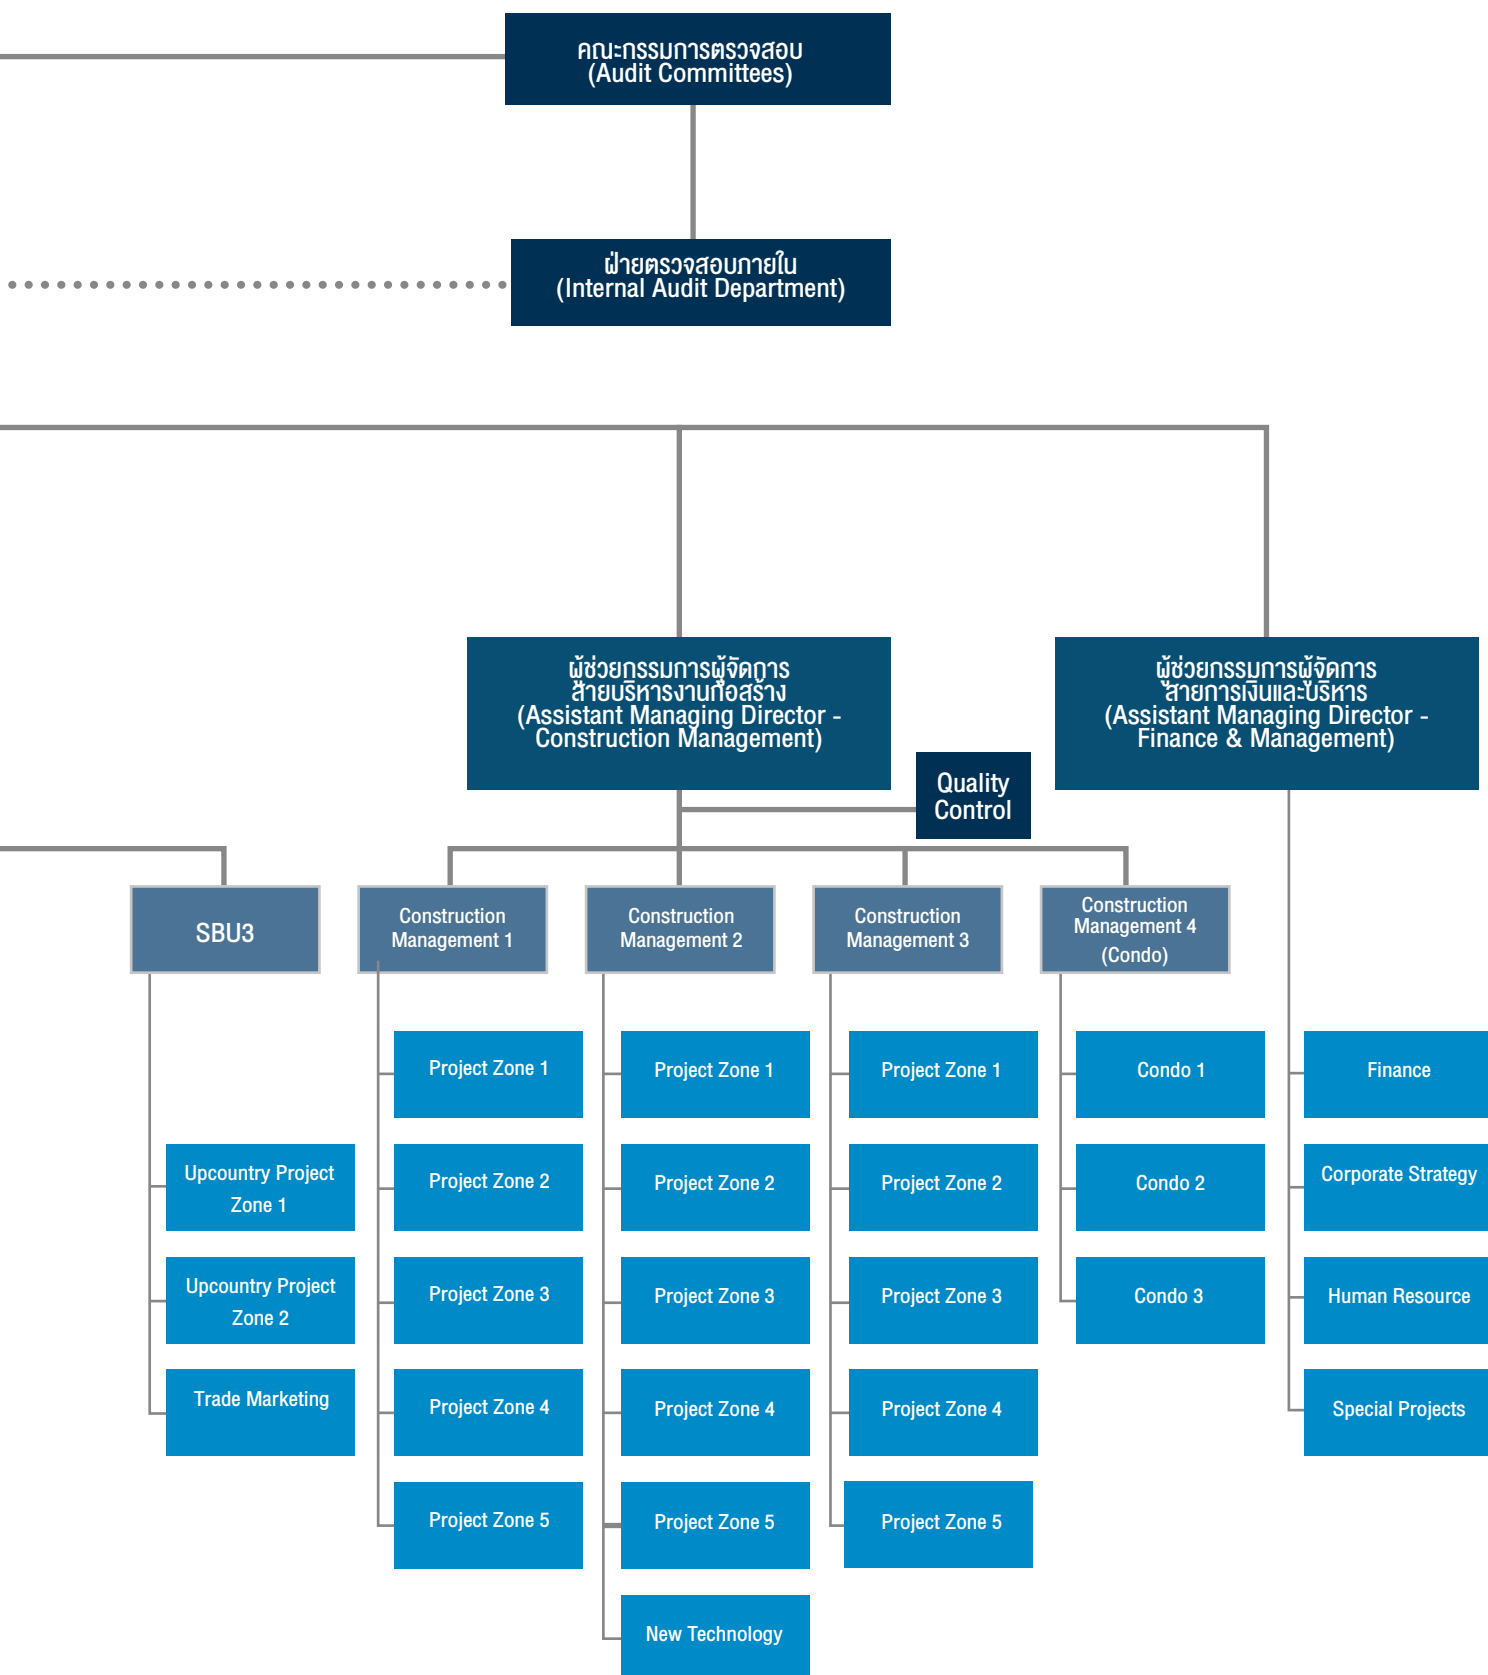 คณะกรรมการตรวจสอบ
(Audit Committees)
ฝ่ายตรวจสอบภายใน
(Internal Audit Department)
ผู้ช่วยกรรมการผู้จัดการ
สายบริหารงานก่อสร้าง
(Assistant Managing Director -
Construction Management)
ผู้ช่วยกรรมการผู้จัดการ
สายการเงินและบริหาร
(Assistant Managing Director -
Finance & Management)
Quality
Control
SBU3
Construction
Management 1
Construction
Management 2
Construction
Management 3
Construction
Management 4
(Condo)
Upcountry Project
Zone 1
Upcountry Project
Zone 2
Trade Marketing
Project Zone 1
Project Zone 2
Project Zone 3
Project Zone 4
Project Zone 5
Project Zone 1
Project Zone 2
Project Zone 3
Project Zone 4
Project Zone 5
New Technology
Project Zone 1
Project Zone 2
Project Zone 3
Project Zone 4
Project Zone 5
Condo 1
Condo 2
Condo 3
Finance
Corporate Strategy
Human Resource
Special Projects